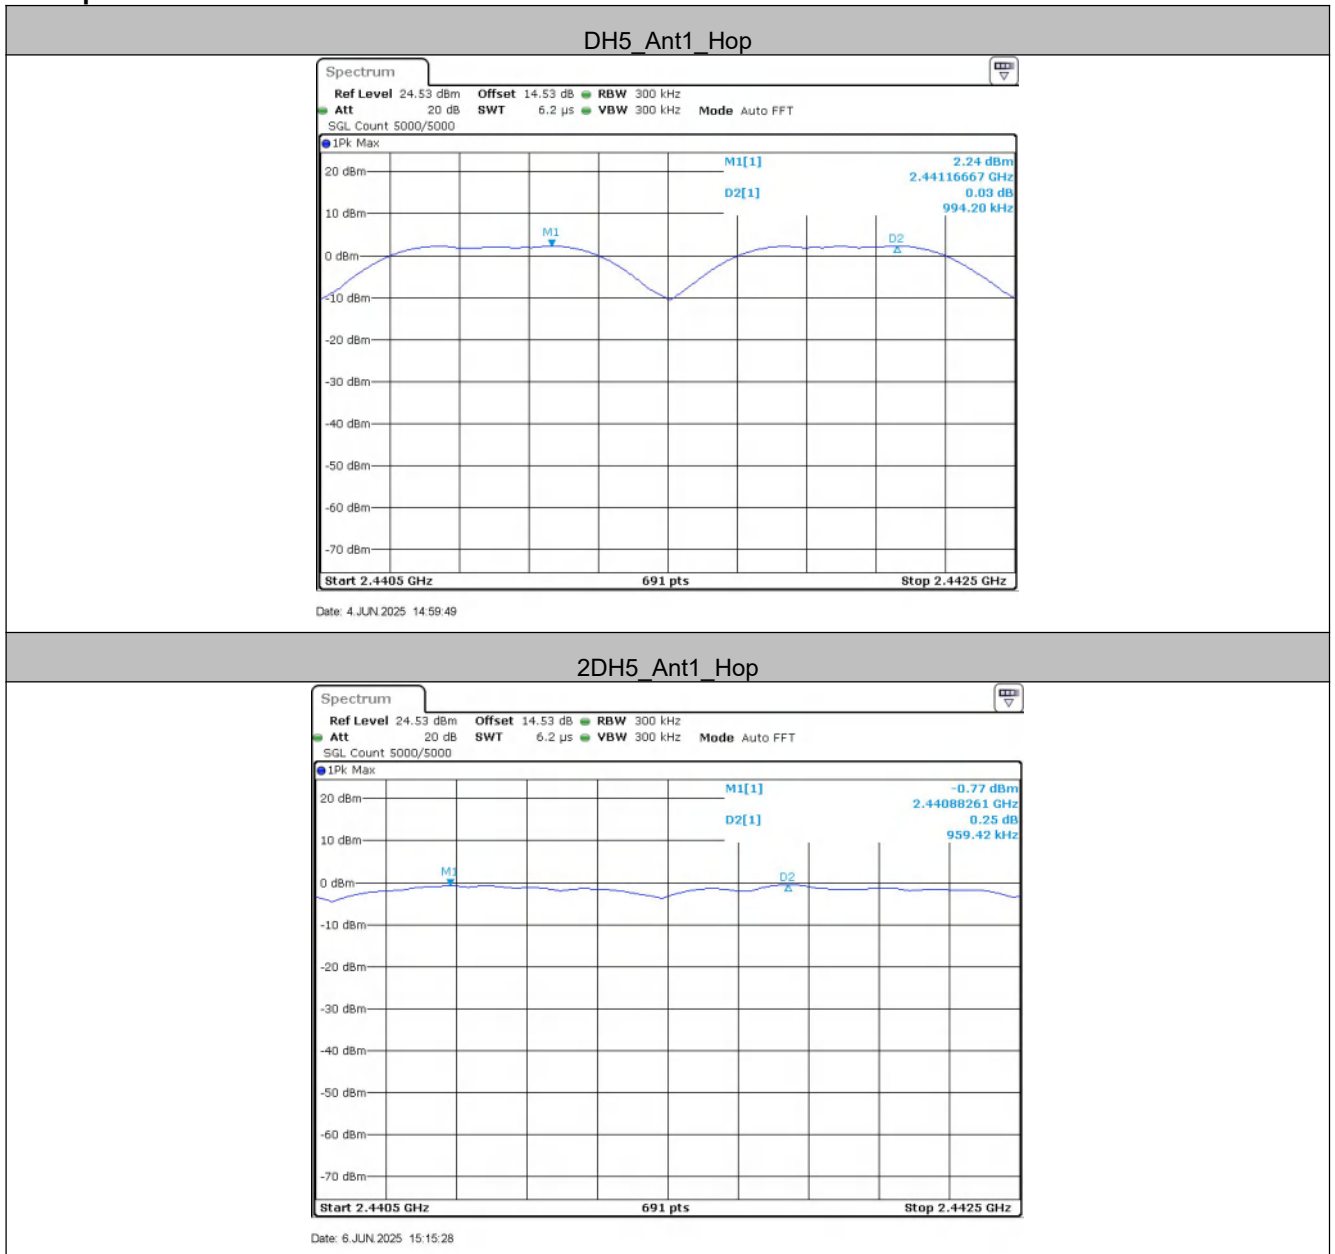 DH5_Ant1_Hop
Spectrum
Ref Level 24.53 dBm Offset 14.53 dB RBW 300 kHz
Att 20 dB SWT 6.2 µs VBW 300 kHz Mode Auto FFT
SGL Count 5000/5000
1Pk Max
M1[1] 2.24 dBm
2.44116667 GHz
D2[1] 0.03 dB
994.20 kHz
20 dBm
10 dBm
M1
D2
0 dBm
-10 dBm
-20 dBm
-30 dBm
-40 dBm
-50 dBm
-60 dBm
-70 dBm
Start 2.4405 GHz 691 pts Stop 2.4425 GHz
Date: 4.JUN.2025 14:59:49
2DH5_Ant1_Hop
Spectrum
Ref Level 24.53 dBm Offset 14.53 dB RBW 300 kHz
Att 20 dB SWT 6.2 µs VBW 300 kHz Mode Auto FFT
SGL Count 5000/5000
1Pk Max
M1[1] -0.77 dBm
2.44088261 GHz
D2[1] 0.25 dB
959.42 kHz
20 dBm
10 dBm
M1
D2
0 dBm
-10 dBm
-20 dBm
-30 dBm
-40 dBm
-50 dBm
-60 dBm
-70 dBm
Start 2.4405 GHz 691 pts Stop 2.4425 GHz
Date: 6.JUN.2025 15:15:28